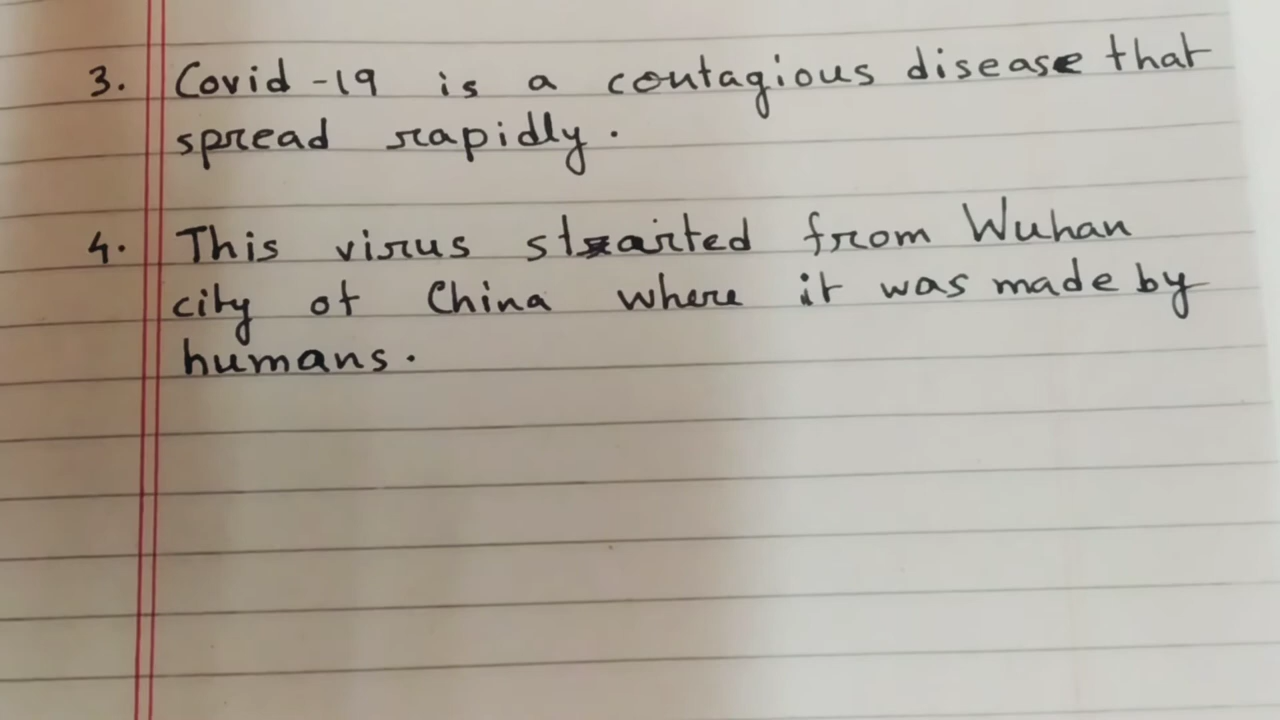 3. Covid-19 is a contagious disease that
spread rapidly.
4. This virus started from Wuhan
city of China where it was made by
humans.